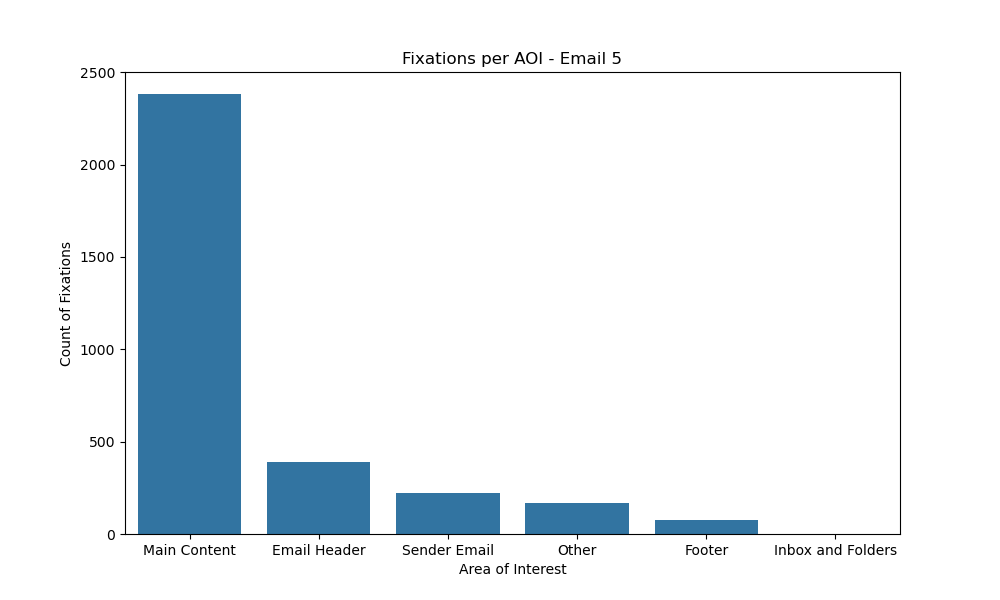 Fixations per AOI - Email 5
2500
2000
1500
1000
500
0
Count of Fixations
Main Content
Email Header
Sender Email
Other
Footer
Inbox and Folders
Area of Interest